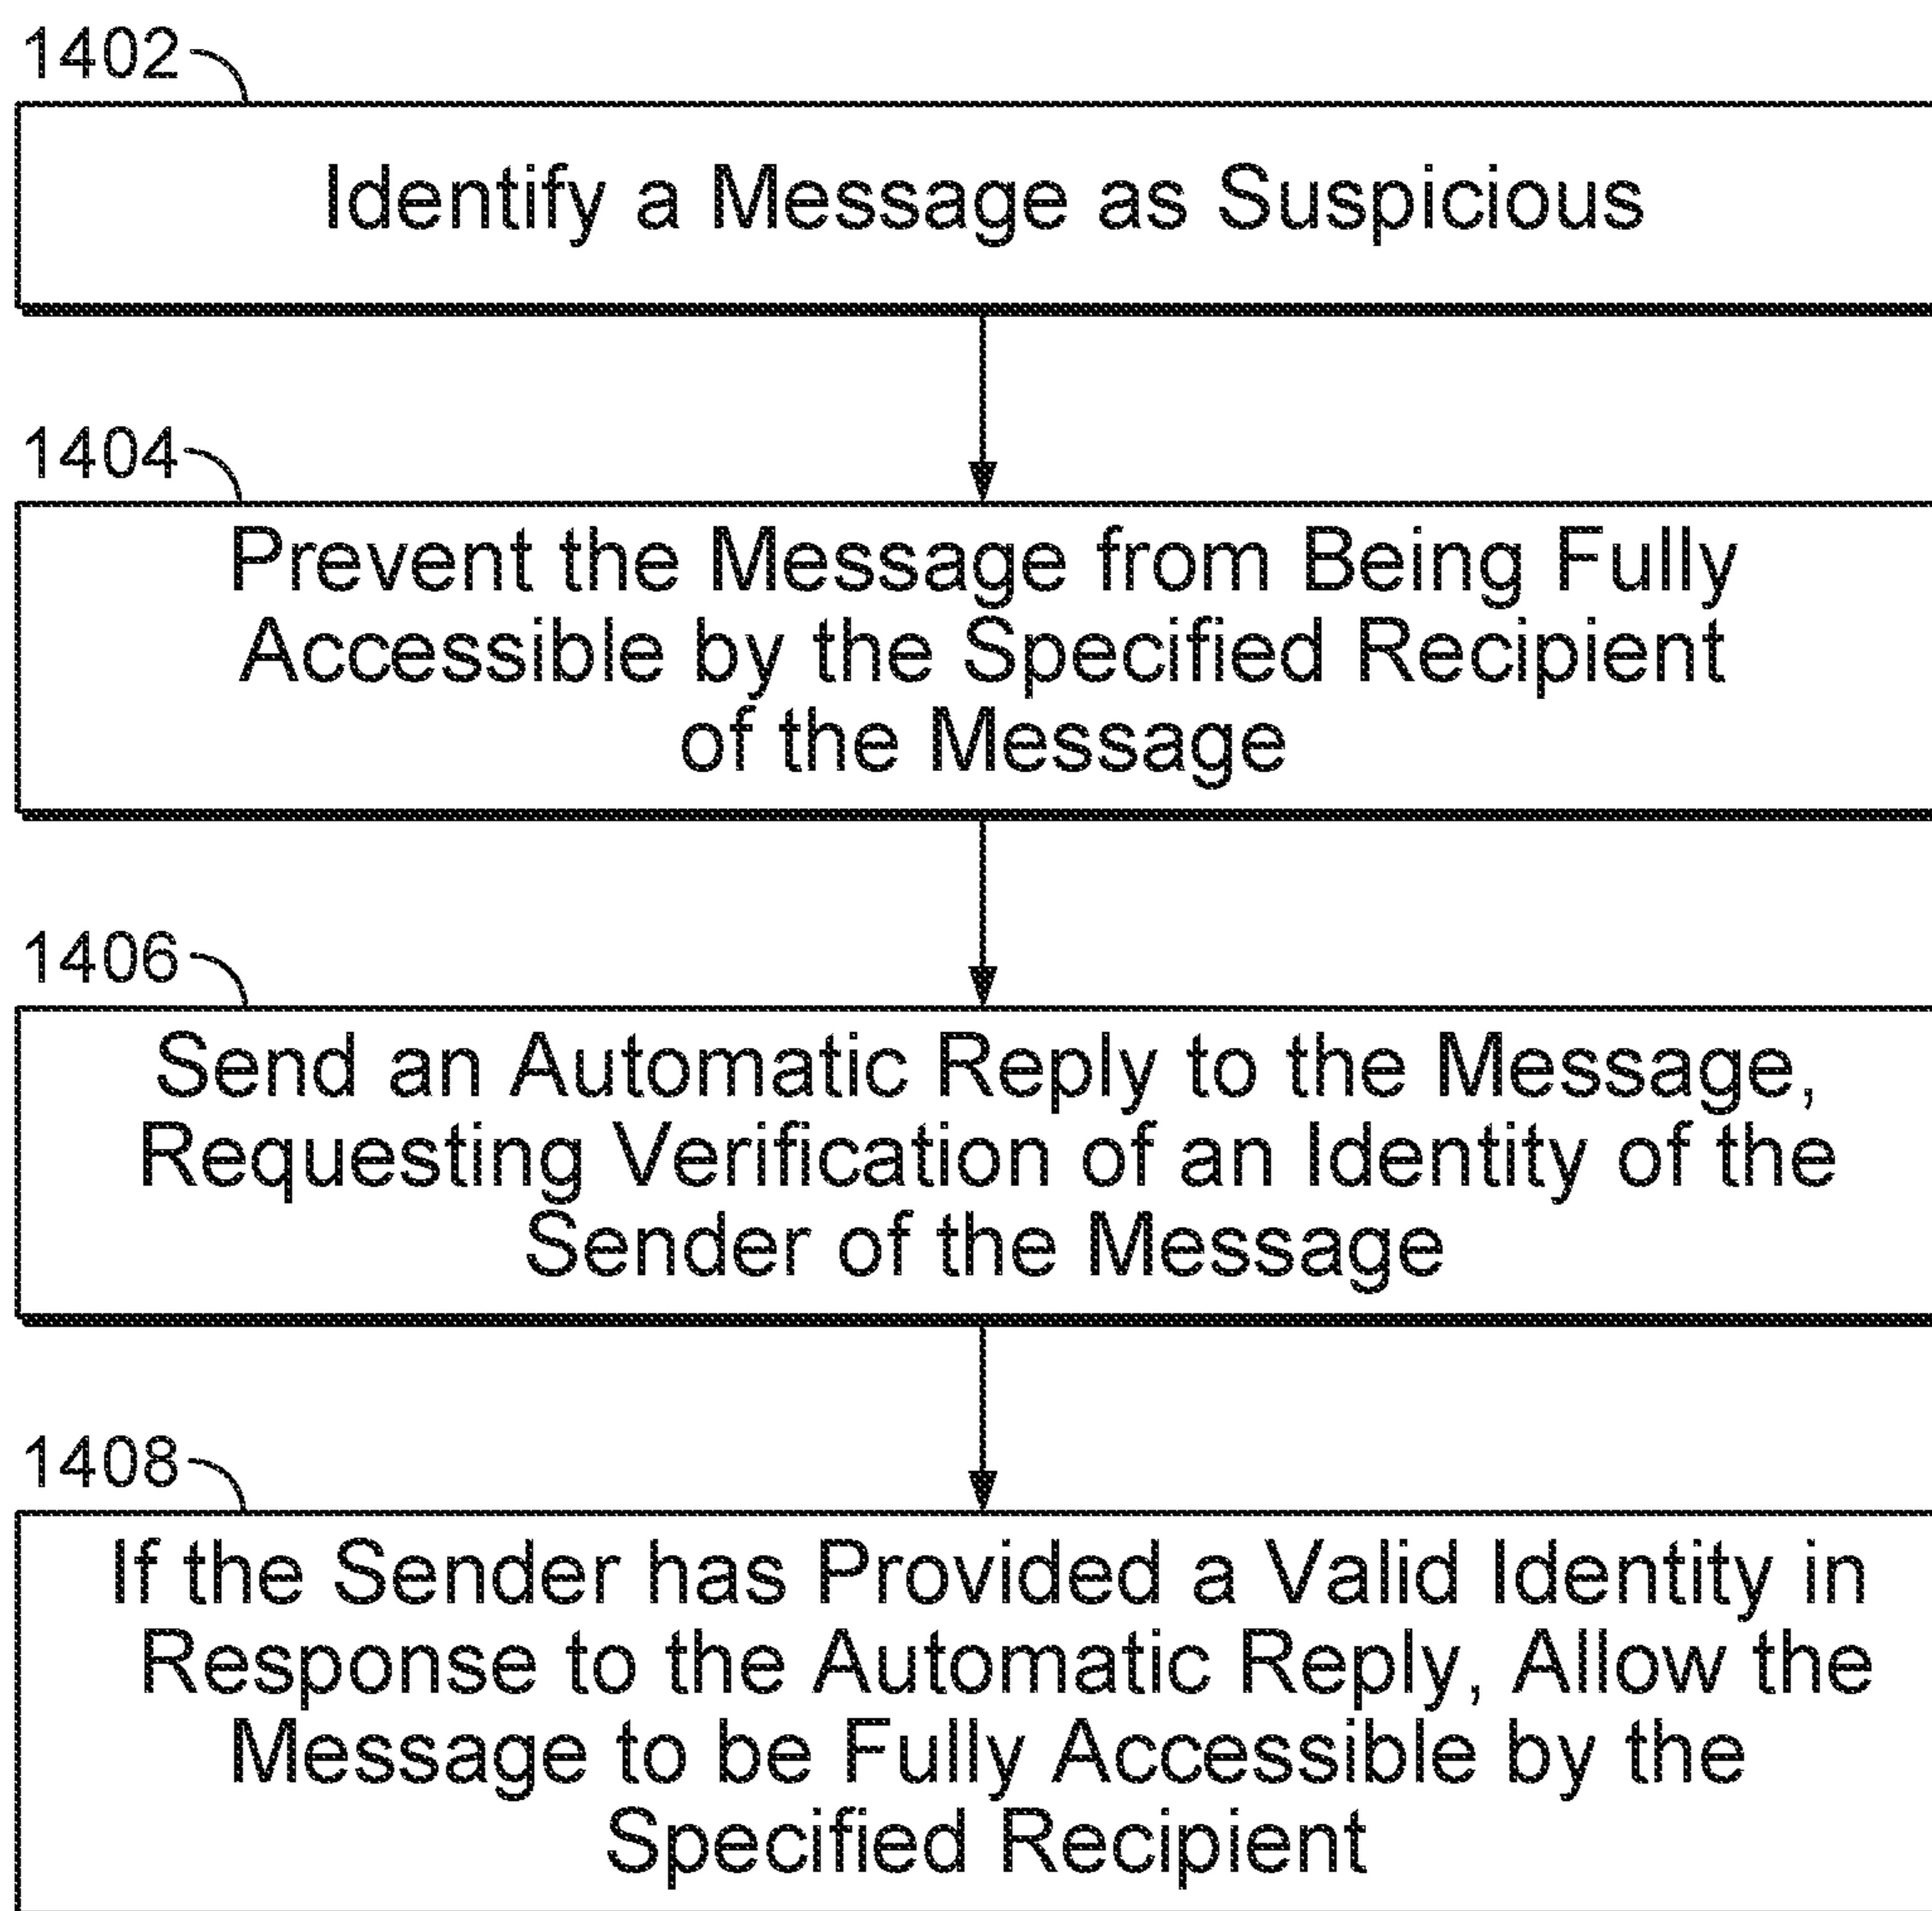 1402
Identify a Message as Suspicious
1404
Prevent the Message from Being Fully
Accessible by the Specified Recipient
of the Message
1406
Send an Automatic Reply to the Message,
Requesting Verification of an Identity of the
Sender of the Message
1408
If the Sender has Provided a Valid Identity in
Response to the Automatic Reply, Allow the
Message to be Fully Accessible by the
Specified Recipient